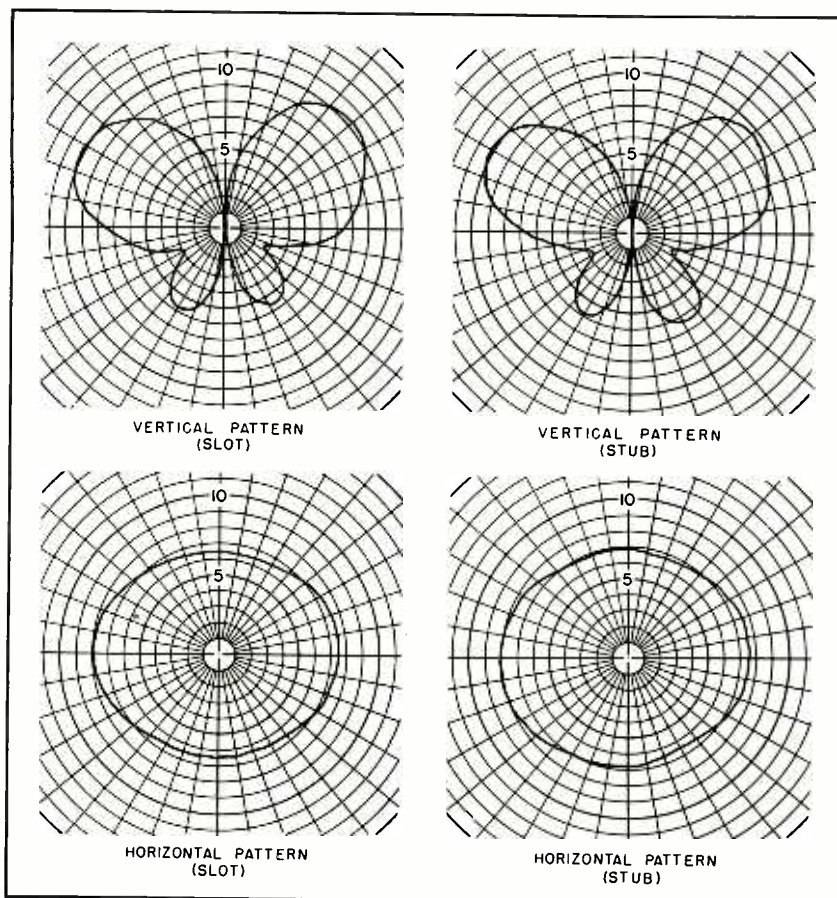 10
5
VERTICAL PATTERN
(SLOT)
10
5
VERTICAL PATTERN
(STUB)
10
5
HORIZONTAL PATTERN
(SLOT)
10
5
HORIZONTAL PATTERN
(STUB)